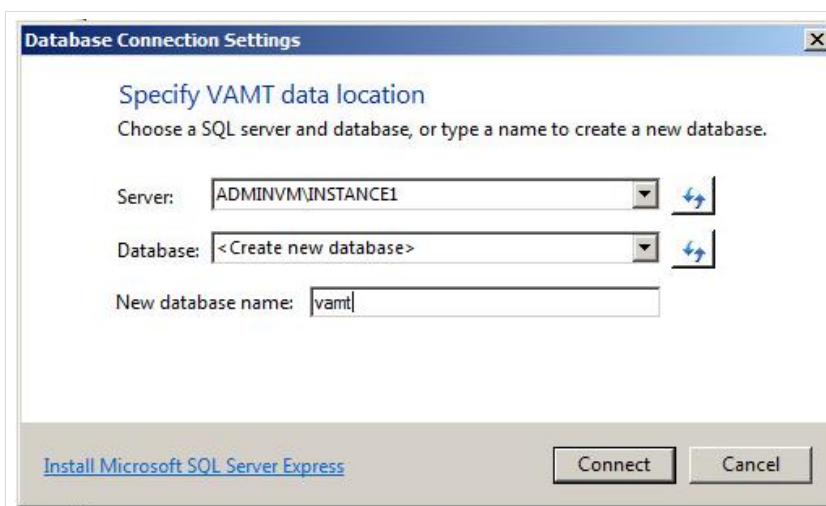 Database Connection Settings
Specify VAMT data location
Choose a SQL server and database, or type a name to create a new database.
Server: ADMINVM\INSTANCE1
Database: <Create new database>
New database name: vamt
Install Microsoft SQL Server Express Connect Cancel